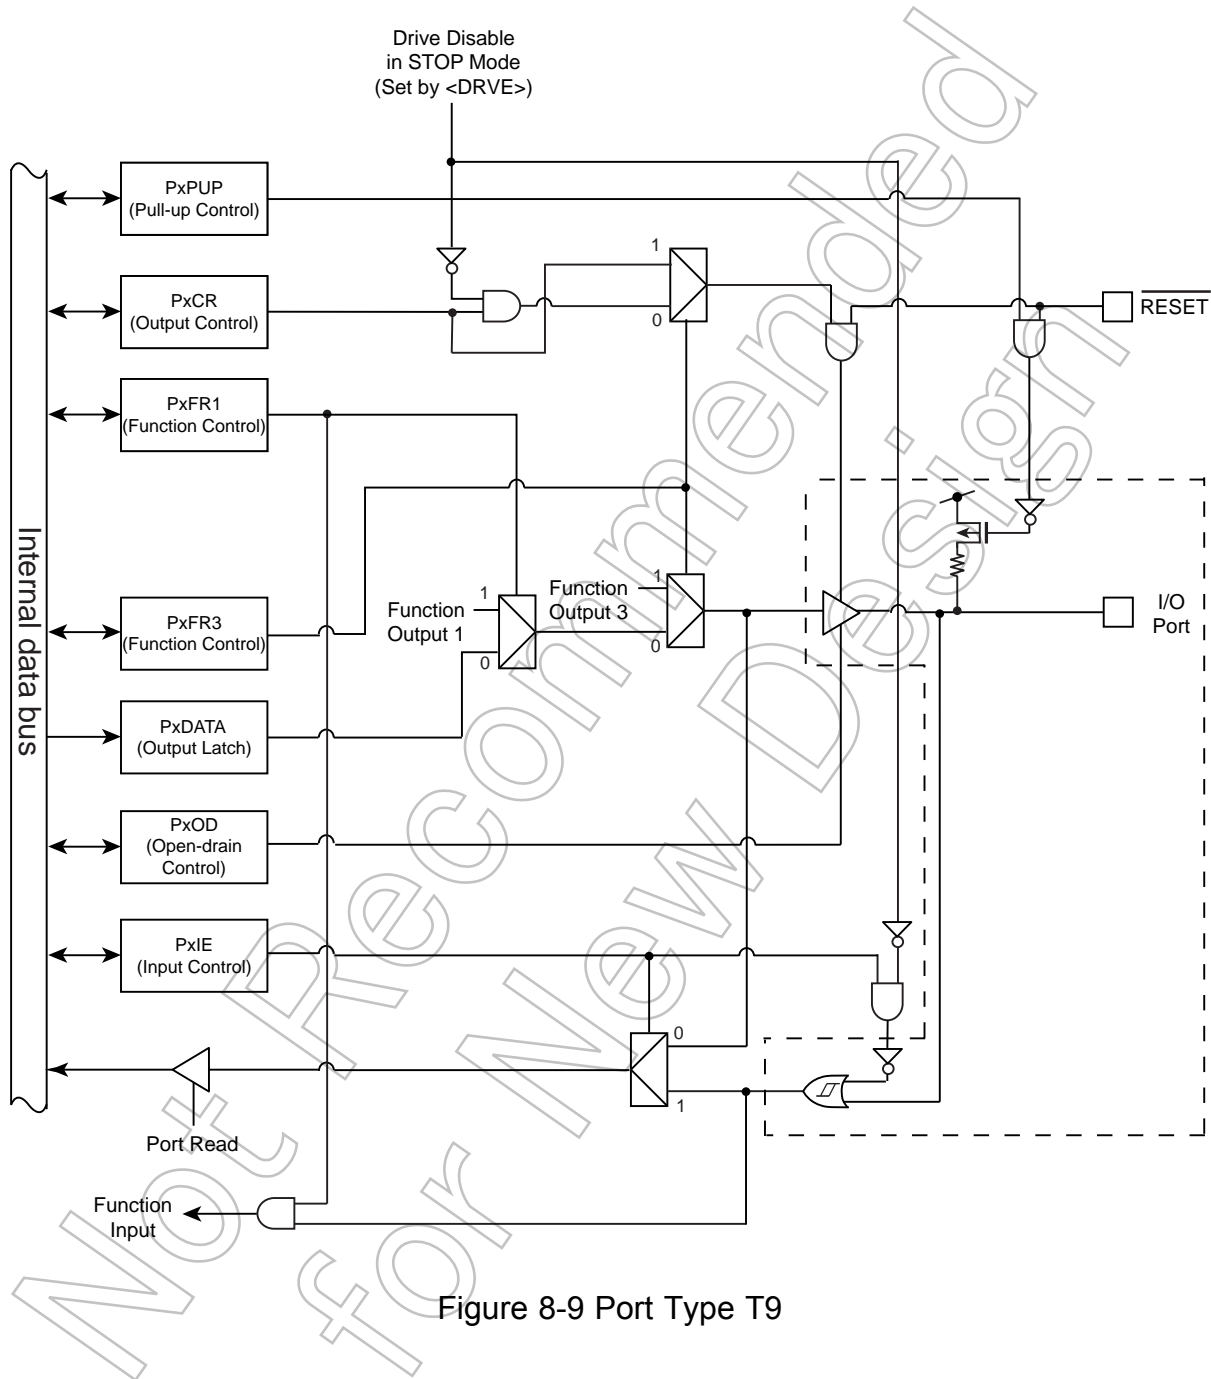 Drive Disable
in STOP Mode
(Set by <DRVE>)
PxPUP
(Pull-up Control)
1
PxCR
(Output Control)
0
RESET
PxFR1
(Function Control)
Internal data bus
PxFR3
(Function Control)
Function
Output 1
1
0
Function
Output 3
1
0
I/O
Port
PxDATA
(Output Latch)
PxOD
(Open-drain
Control)
PxIE
(Input Control)
0
1
Port Read
Function
Input
Not Recommended
for New Design
Figure 8-9 Port Type T9